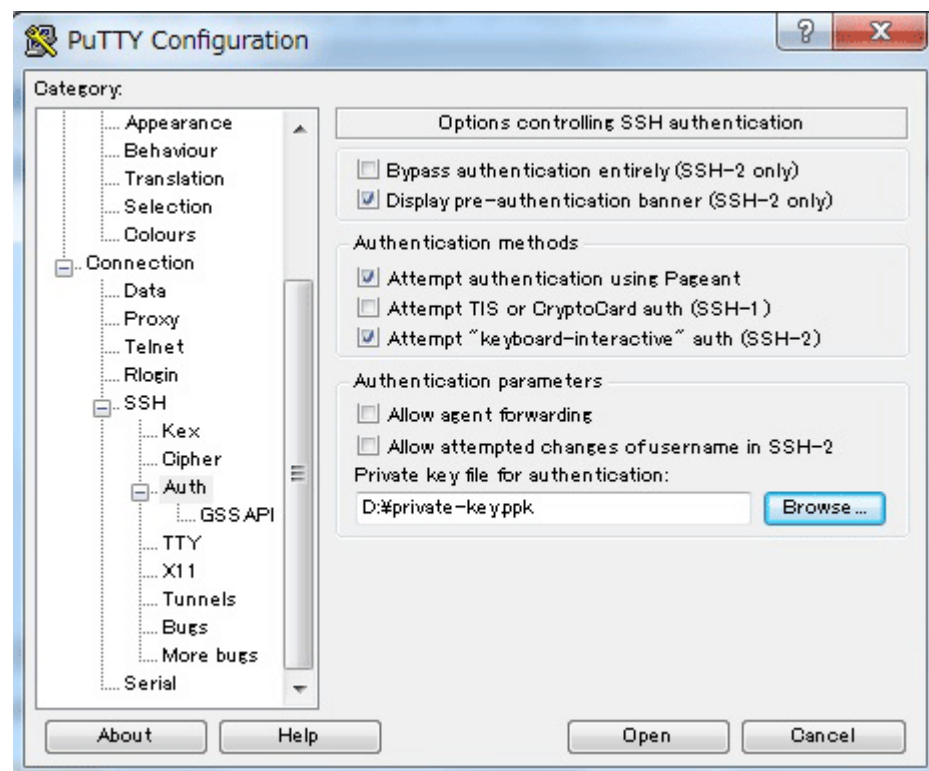 PuTTY Configuration
Category:
Appearance
Behaviour
Translation
Selection
Colours
Connection
Data
Proxy
Telnet
Rlogin
SSH
Kex
Cipher
Auth
GSSAPI
TTY
X11
Tunnels
Bugs
More bugs
Serial
Options controlling SSH authentication
Bypass authentication entirely (SSH-2 only)
Display pre-authentication banner (SSH-2 only)
Authentication methods
Attempt authentication using Pageant
Attempt TIS or CryptoCard auth (SSH-1)
Attempt "keyboard-interactive" auth (SSH-2)
Authentication parameters
Allow agent forwarding
Allow attempted changes of username in SSH-2
Private key file for authentication:
D:¥private-key.ppk
Browse...
About
Help
Open
Cancel